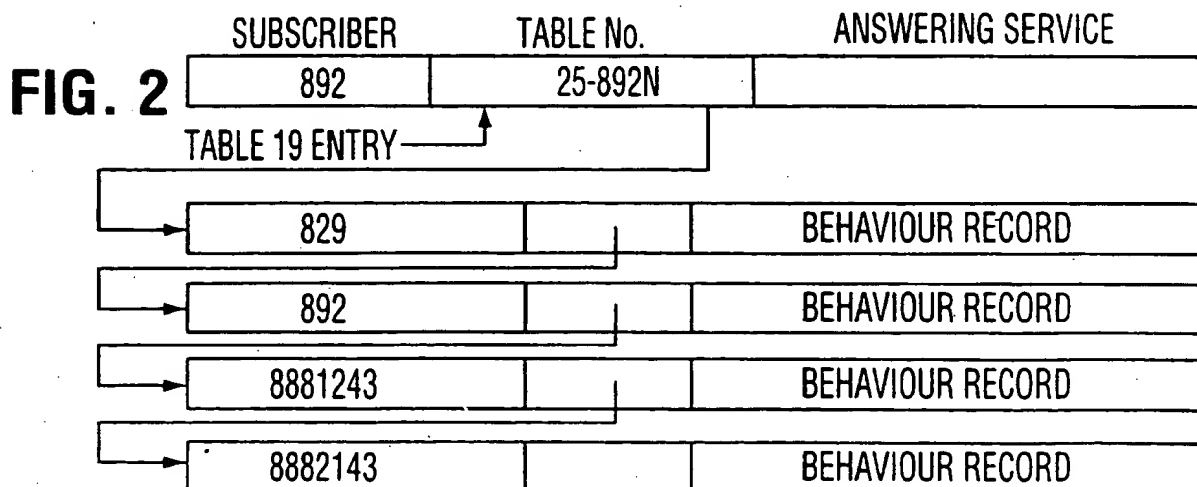 SUBSCRIBER TABLE No. ANSWERING SERVICE
FIG. 2 892 25-892N
TABLE 19 ENTRY
829 BEHAVIOUR RECORD
892 BEHAVIOUR RECORD
8881243 BEHAVIOUR RECORD
8882143 BEHAVIOUR RECORD